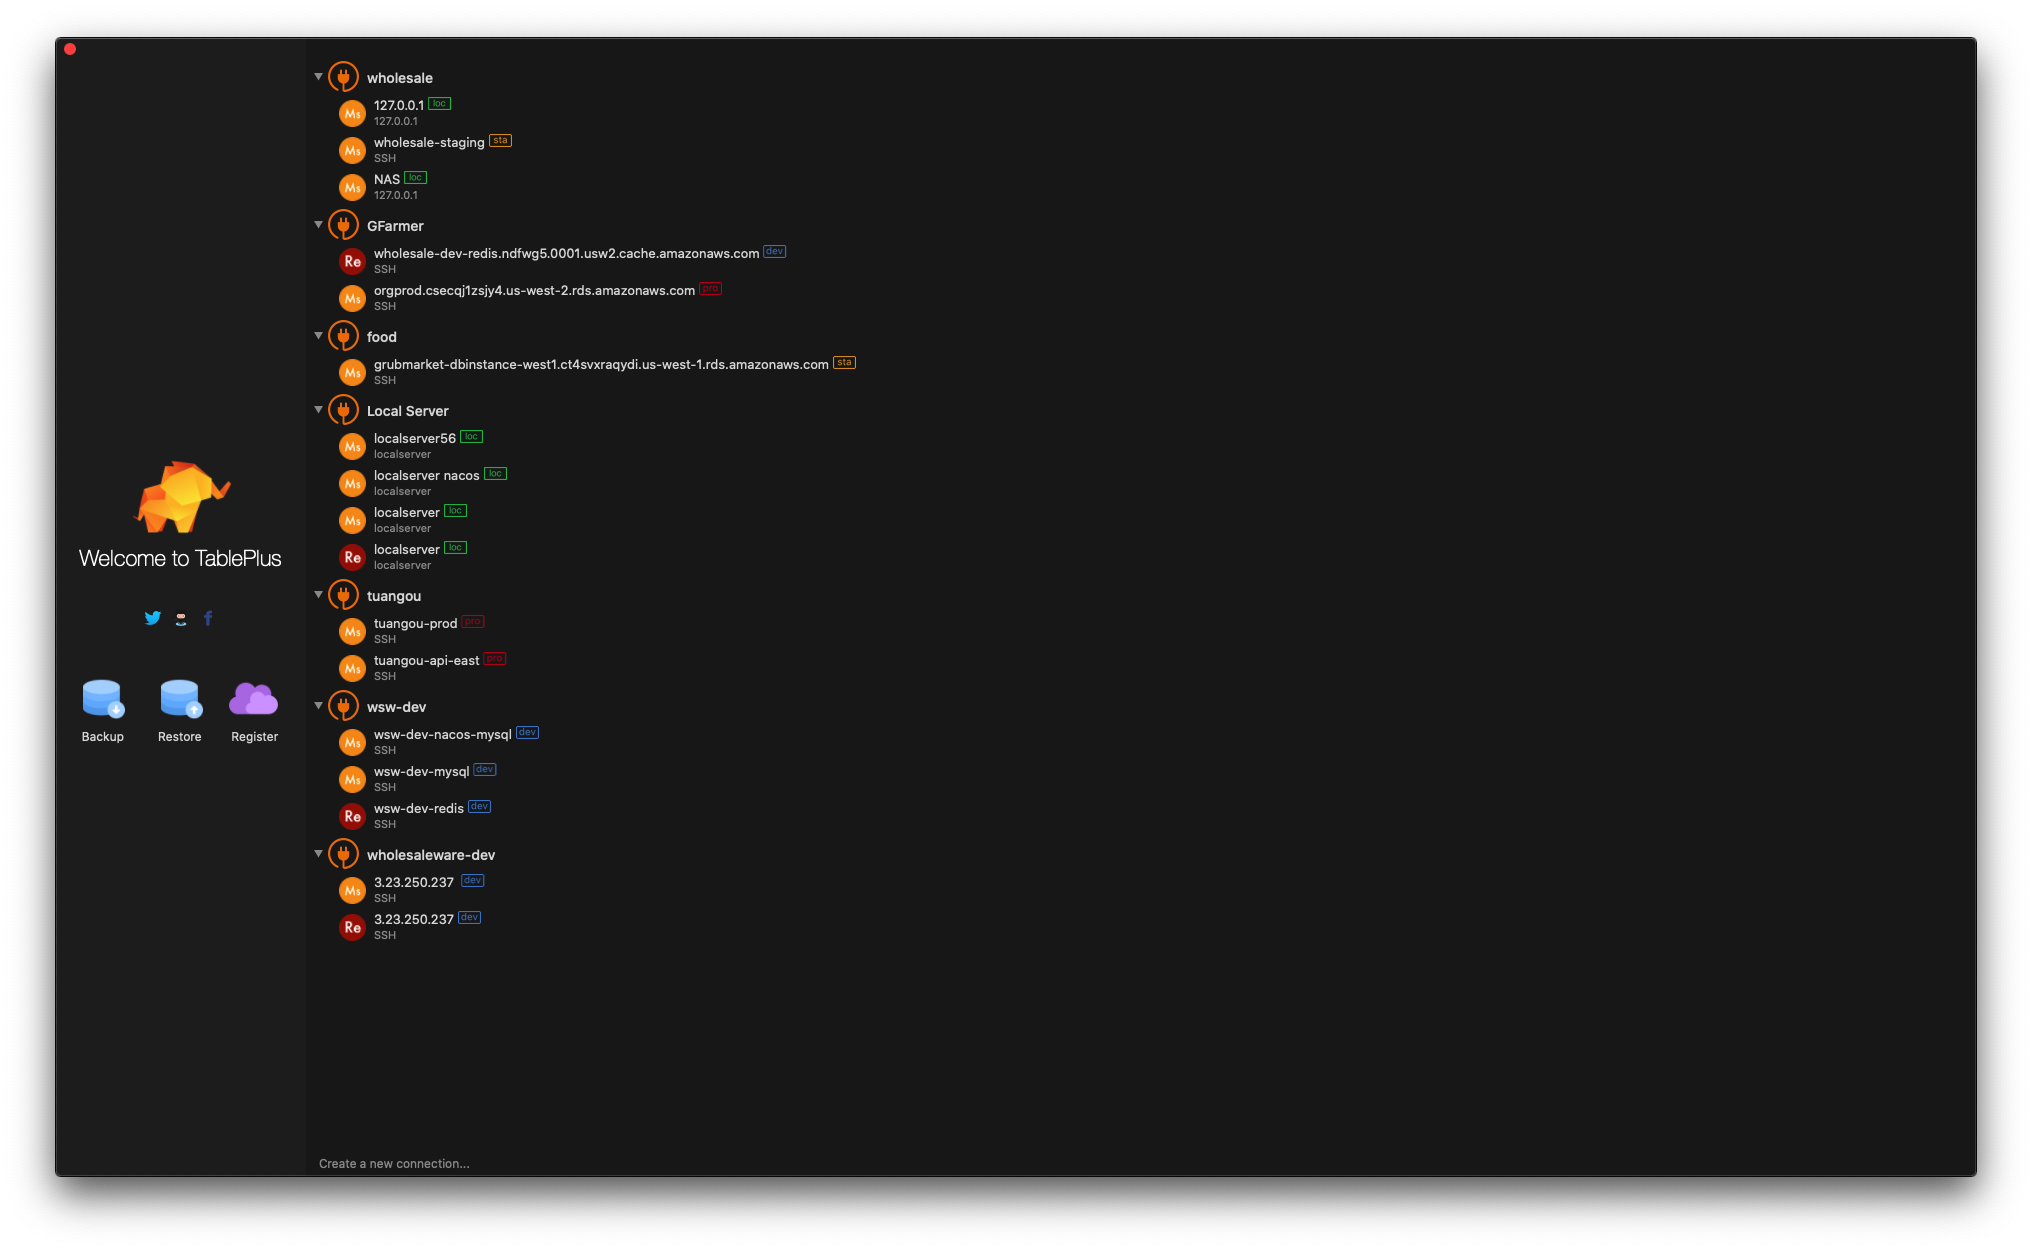 Welcome to TablePlus
Backup
Restore
Register
wholesale
Ms
127.0.0.1 loc
127.0.0.1
Ms
wholesale-staging sta
SSH
Ms
NAS loc
127.0.0.1
GFarmer
Re
wholesale-dev-redis.ndfwg5.0001.usw2.cache.amazonaws.com dev
SSH
Ms
orgprod.csecqj1zsjy4.us-west-2.rds.amazonaws.com pro
SSH
food
Ms
grubmarket-dbinstance-west1.ct4svxraqydi.us-west-1.rds.amazonaws.com sta
SSH
Local Server
Ms
localserver56 loc
localserver
Ms
localserver nacos loc
localserver
Ms
localserver loc
localserver
Re
localserver loc
localserver
tuangou
Ms
tuangou-prod pro
SSH
Ms
tuangou-api-east pro
SSH
wsw-dev
Ms
wsw-dev-nacos-mysql dev
SSH
Ms
wsw-dev-mysql dev
SSH
Re
wsw-dev-redis dev
SSH
wholesaleware-dev
Ms
3.23.250.237 dev
SSH
Re
3.23.250.237 dev
SSH
Create a new connection...